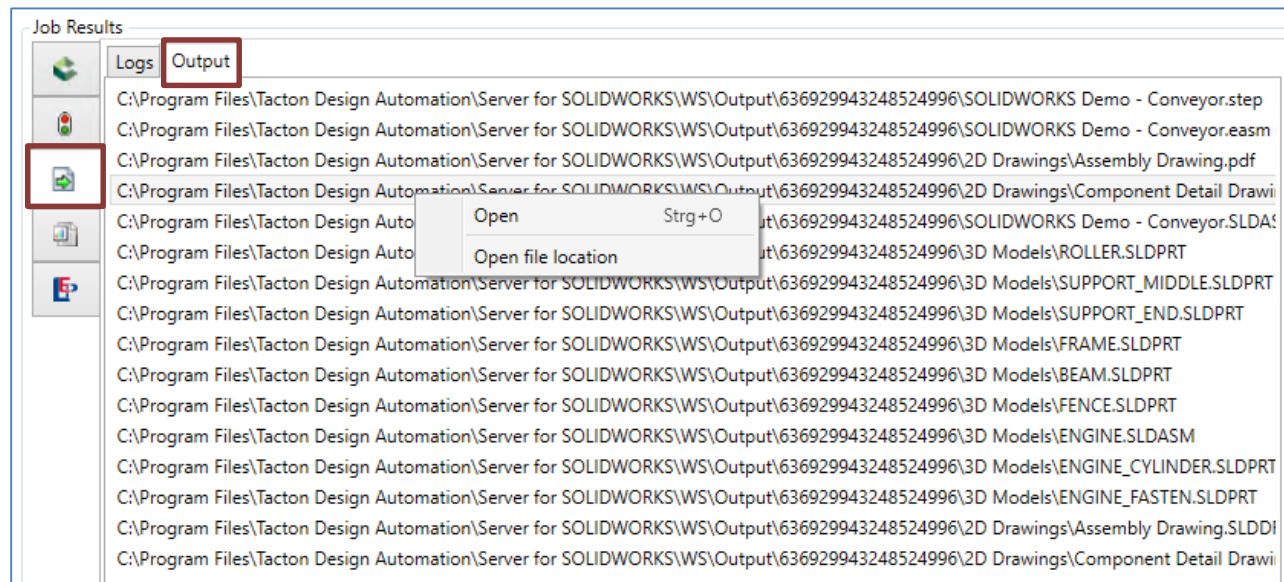 Job Results
Logs Output
C:\Program Files\Tacton Design Automation\Server for SOLIDWORKS\WS\Output\636929943248524996\SOLIDWORKS Demo - Conveyor.step
C:\Program Files\Tacton Design Automation\Server for SOLIDWORKS\WS\Output\636929943248524996\SOLIDWORKS Demo - Conveyor.easm
C:\Program Files\Tacton Design Automation\Server for SOLIDWORKS\WS\Output\636929943248524996\2D Drawings\Assembly Drawing.pdf
C:\Program Files\Tacton Design Automation\Server for SOLIDWORKS\WS\Output\636929943248524996\2D Drawings\Component Detail Drawi
Open Strg+O
C:\Program Files\Tacton Design Auto ut\636929943248524996\SOLIDWORKS Demo - Conveyor.SLDAS
C:\Program Files\Tacton Design Auto ut\636929943248524996\3D Models\ROLLER.SLDPRT
Open file location
C:\Program Files\Tacton Design Automation\Server for SOLIDWORKS\WS\Output\636929943248524996\3D Models\SUPPORT_MIDDLE.SLDPRT
C:\Program Files\Tacton Design Automation\Server for SOLIDWORKS\WS\Output\636929943248524996\3D Models\SUPPORT_END.SLDPRT
C:\Program Files\Tacton Design Automation\Server for SOLIDWORKS\WS\Output\636929943248524996\3D Models\FRAME.SLDPRT
C:\Program Files\Tacton Design Automation\Server for SOLIDWORKS\WS\Output\636929943248524996\3D Models\BEAM.SLDPRT
C:\Program Files\Tacton Design Automation\Server for SOLIDWORKS\WS\Output\636929943248524996\3D Models\FENCE.SLDPRT
C:\Program Files\Tacton Design Automation\Server for SOLIDWORKS\WS\Output\636929943248524996\3D Models\ENGINE.SLDASM
C:\Program Files\Tacton Design Automation\Server for SOLIDWORKS\WS\Output\636929943248524996\3D Models\ENGINE_CYLINDER.SLDPRT
C:\Program Files\Tacton Design Automation\Server for SOLIDWORKS\WS\Output\636929943248524996\3D Models\ENGINE_FASTEN.SLDPRT
C:\Program Files\Tacton Design Automation\Server for SOLIDWORKS\WS\Output\636929943248524996\2D Drawings\Assembly Drawing.SLDD
C:\Program Files\Tacton Design Automation\Server for SOLIDWORKS\WS\Output\636929943248524996\2D Drawings\Component Detail Drawi